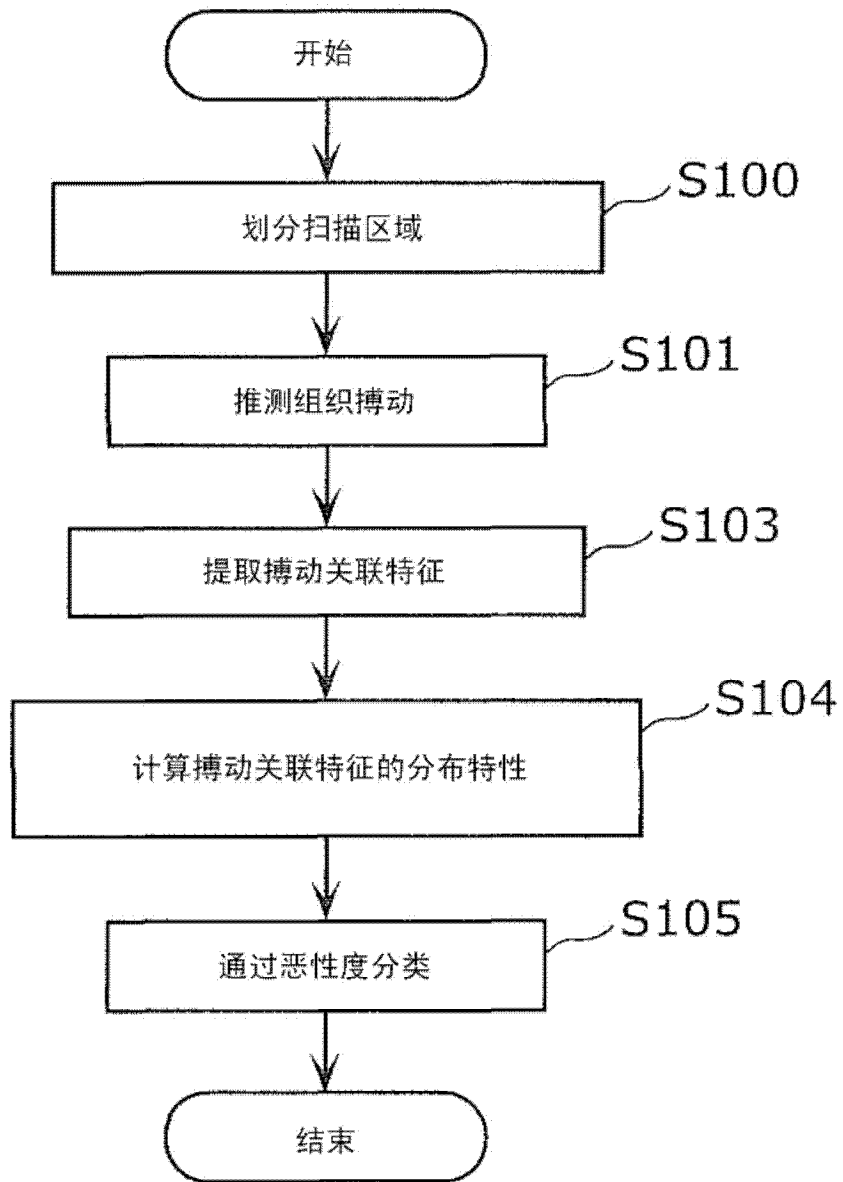 开始
S100
划分扫描区域
S101
推测组织搏动
S103
提取搏动关联特征
S104
计算搏动关联特征的分布特性
S105
通过恶性度分类
结束